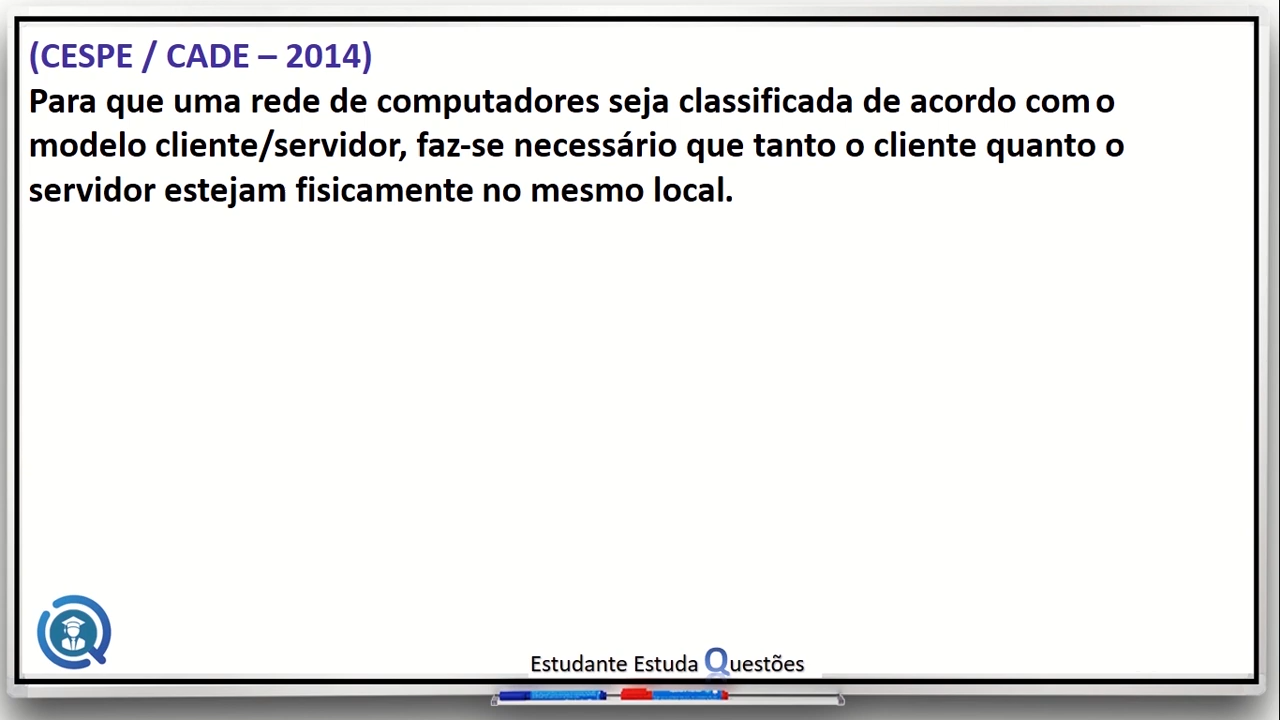 (CESPE / CADE – 2014)
Para que uma rede de computadores seja classificada de acordo com o
modelo cliente/servidor, faz-se necessário que tanto o cliente quanto o
servidor estejam fisicamente no mesmo local.
Estudante Estuda Questões